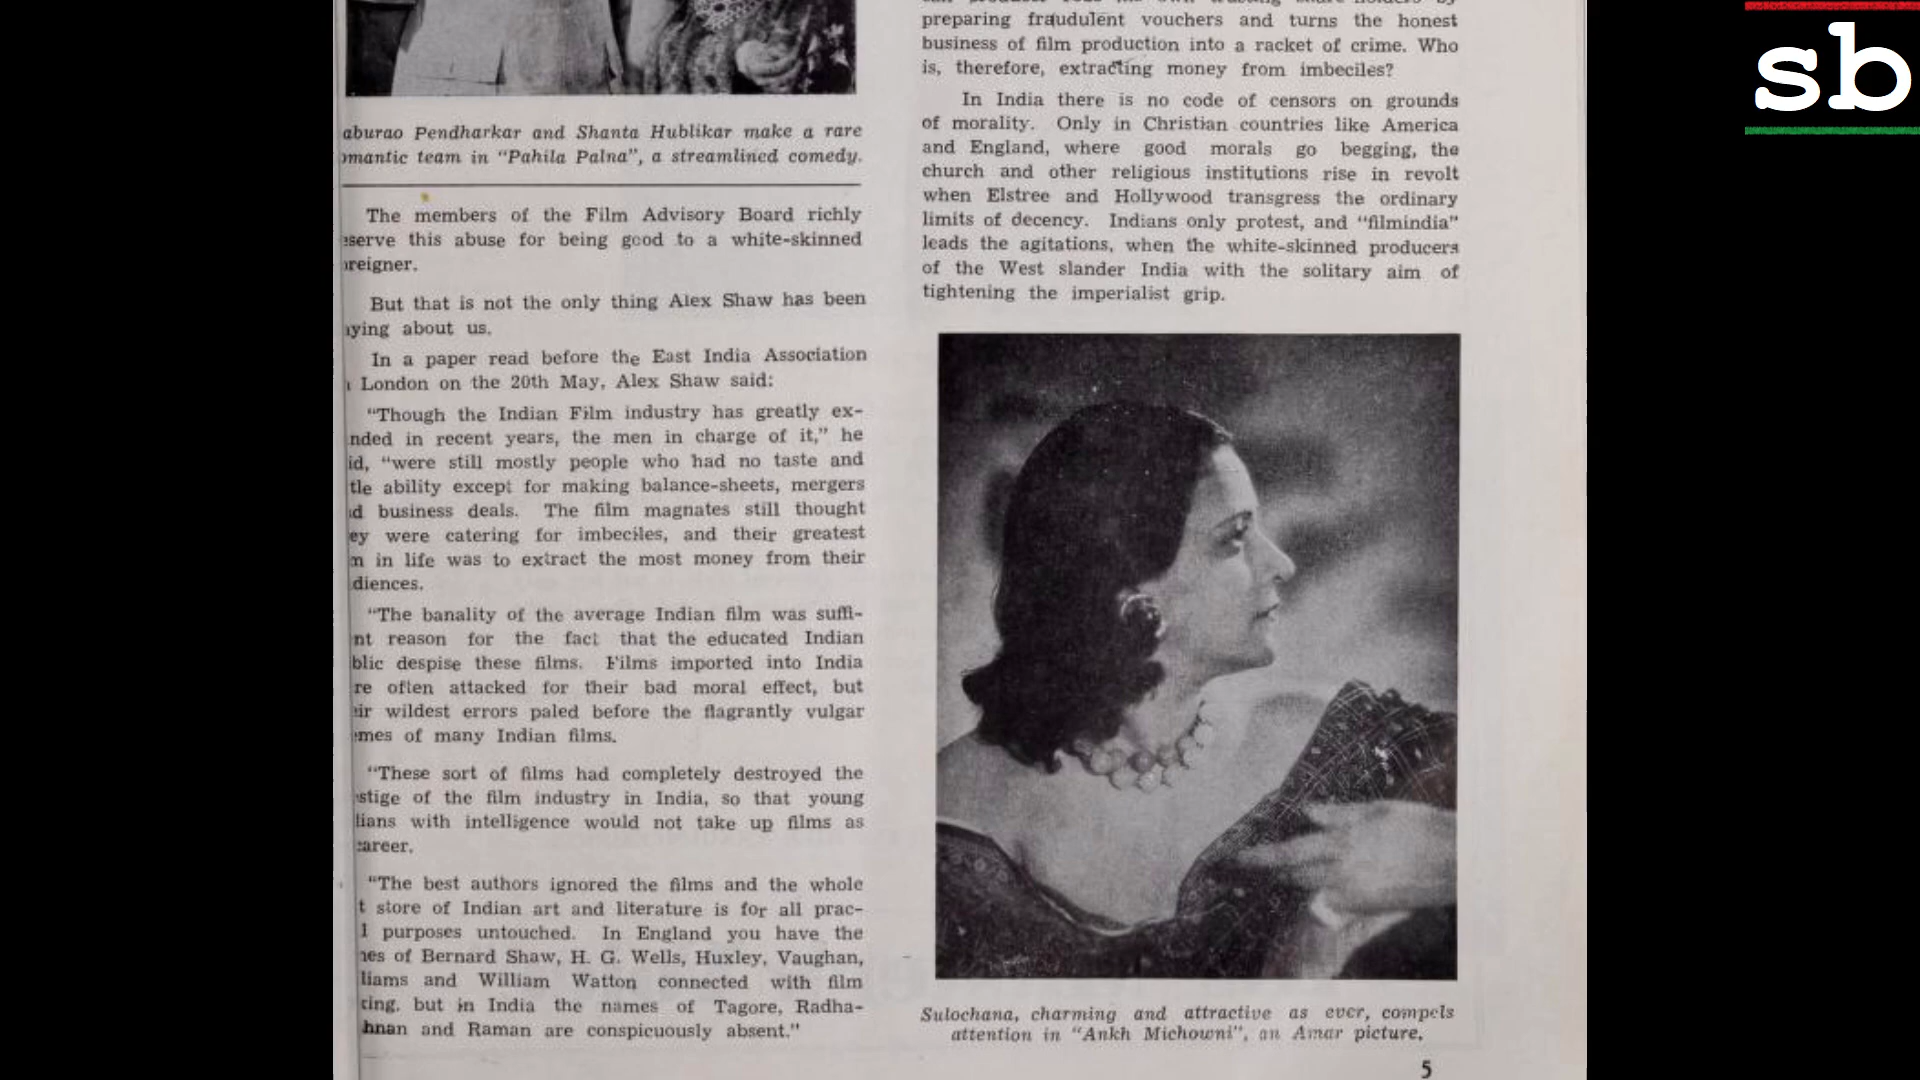 aburao Pendharkar and Shanta Hublikar make a rare
omantic team in "Pahila Palna", a streamlined comedy.
The members of the Film Advisory Board richly
eserve this abuse for being good to a white-skinned
oreigner.
But that is not the only thing Alex Shaw has been
aying about us.
In a paper read before the East India Association
London on the 20th May, Alex Shaw said:
"Though the Indian Film industry has greatly ex-
nded in recent years, the men in charge of it," he
id, "were still mostly people who had no taste and
tle ability except for making balance-sheets, mergers
d business deals. The film magnates still thought
ey were catering for imbeciles, and their greatest
m in life was to extract the most money from their
diences.
"The banality of the average Indian film was suffi-
nt reason for the fact that the educated Indian
blic despise these films. Films imported into India
re often attacked for their bad moral effect, but
eir wildest errors paled before the flagrantly vulgar
emes of many Indian films.
"These sort of films had completely destroyed the
stige of the film industry in India, so that young
dians with intelligence would not take up films as
career.
"The best authors ignored the films and the whole
t store of Indian art and literature is for all prac-
l purposes untouched. In England you have the
nes of Bernard Shaw, H. G. Wells, Huxley, Vaughan,
liams and William Watton connected with film
cing, but in India the names of Tagore, Radha-
hnan and Raman are conspicuously absent."
preparing fraudulent vouchers and turns the honest
business of film production into a racket of crime. Who
is, therefore, extracting money from imbeciles?
In India there is no code of censors on grounds
of morality. Only in Christian countries like America
and England, where good morals go begging, the
church and other religious institutions rise in revolt
when Elstree and Hollywood transgress the ordinary
limits of decency. Indians only protest, and "filmindia"
leads the agitations, when the white-skinned producers
of the West slander India with the solitary aim of
tightening the imperialist grip.
Sulochana, charming and attractive as ever, compels
attention in "Ankh Michowni", an Amar picture.
5
sb